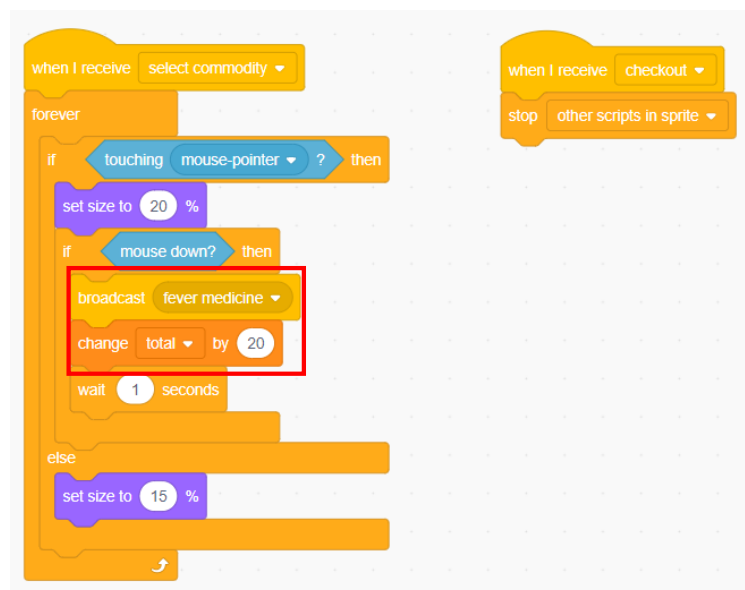 when I receive select commodity
forever
if touching mouse-pointer ? then
set size to 20 %
if mouse down? then
broadcast fever medicine
change total by 20
wait 1 seconds
else
set size to 15 %
when I receive checkout
stop other scripts in sprite